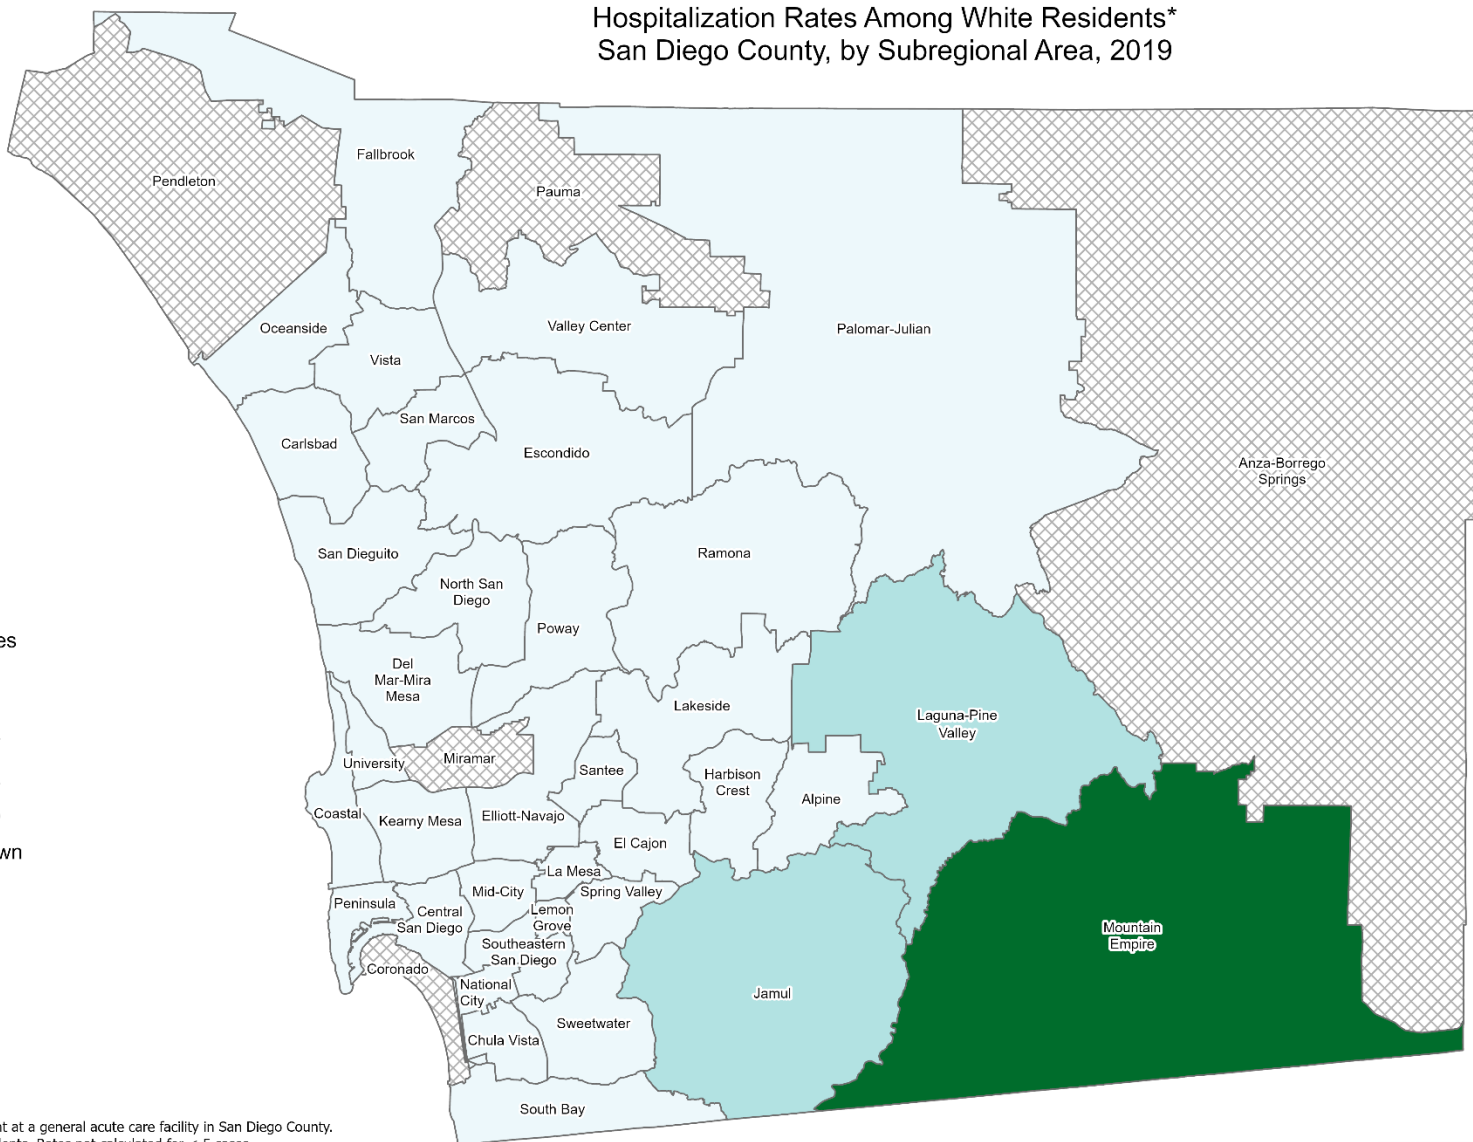 Hospitalization Rates Among White Residents*
San Diego County, by Subregional Area, 2019
Fallbrook
Pendleton
Pauma
Oceanside
Valley Center
Palomar-Julian
Vista
San Marcos
Carlsbad
Escondido
Anza-Borrego
Springs
San Dieguito
Ramona
North San
Diego
Poway
es
Del
Mar-Mira
Mesa
Lakeside
Laguna-Pine
Valley
University
Miramar
Santee
Harbison
Crest
Alpine
Coastal
Kearny Mesa
Elliott-Navajo
El Cajon
wn
La Mesa
Mid-City
Spring Valley
Peninsula
Central
San Diego
Lemon
Grove
Mountain
Empire
Southeastern
San Diego
Coronado
National
City
Jamul
Sweetwater
Chula Vista
South Bay
nt at a general acute care facility in San Diego County.